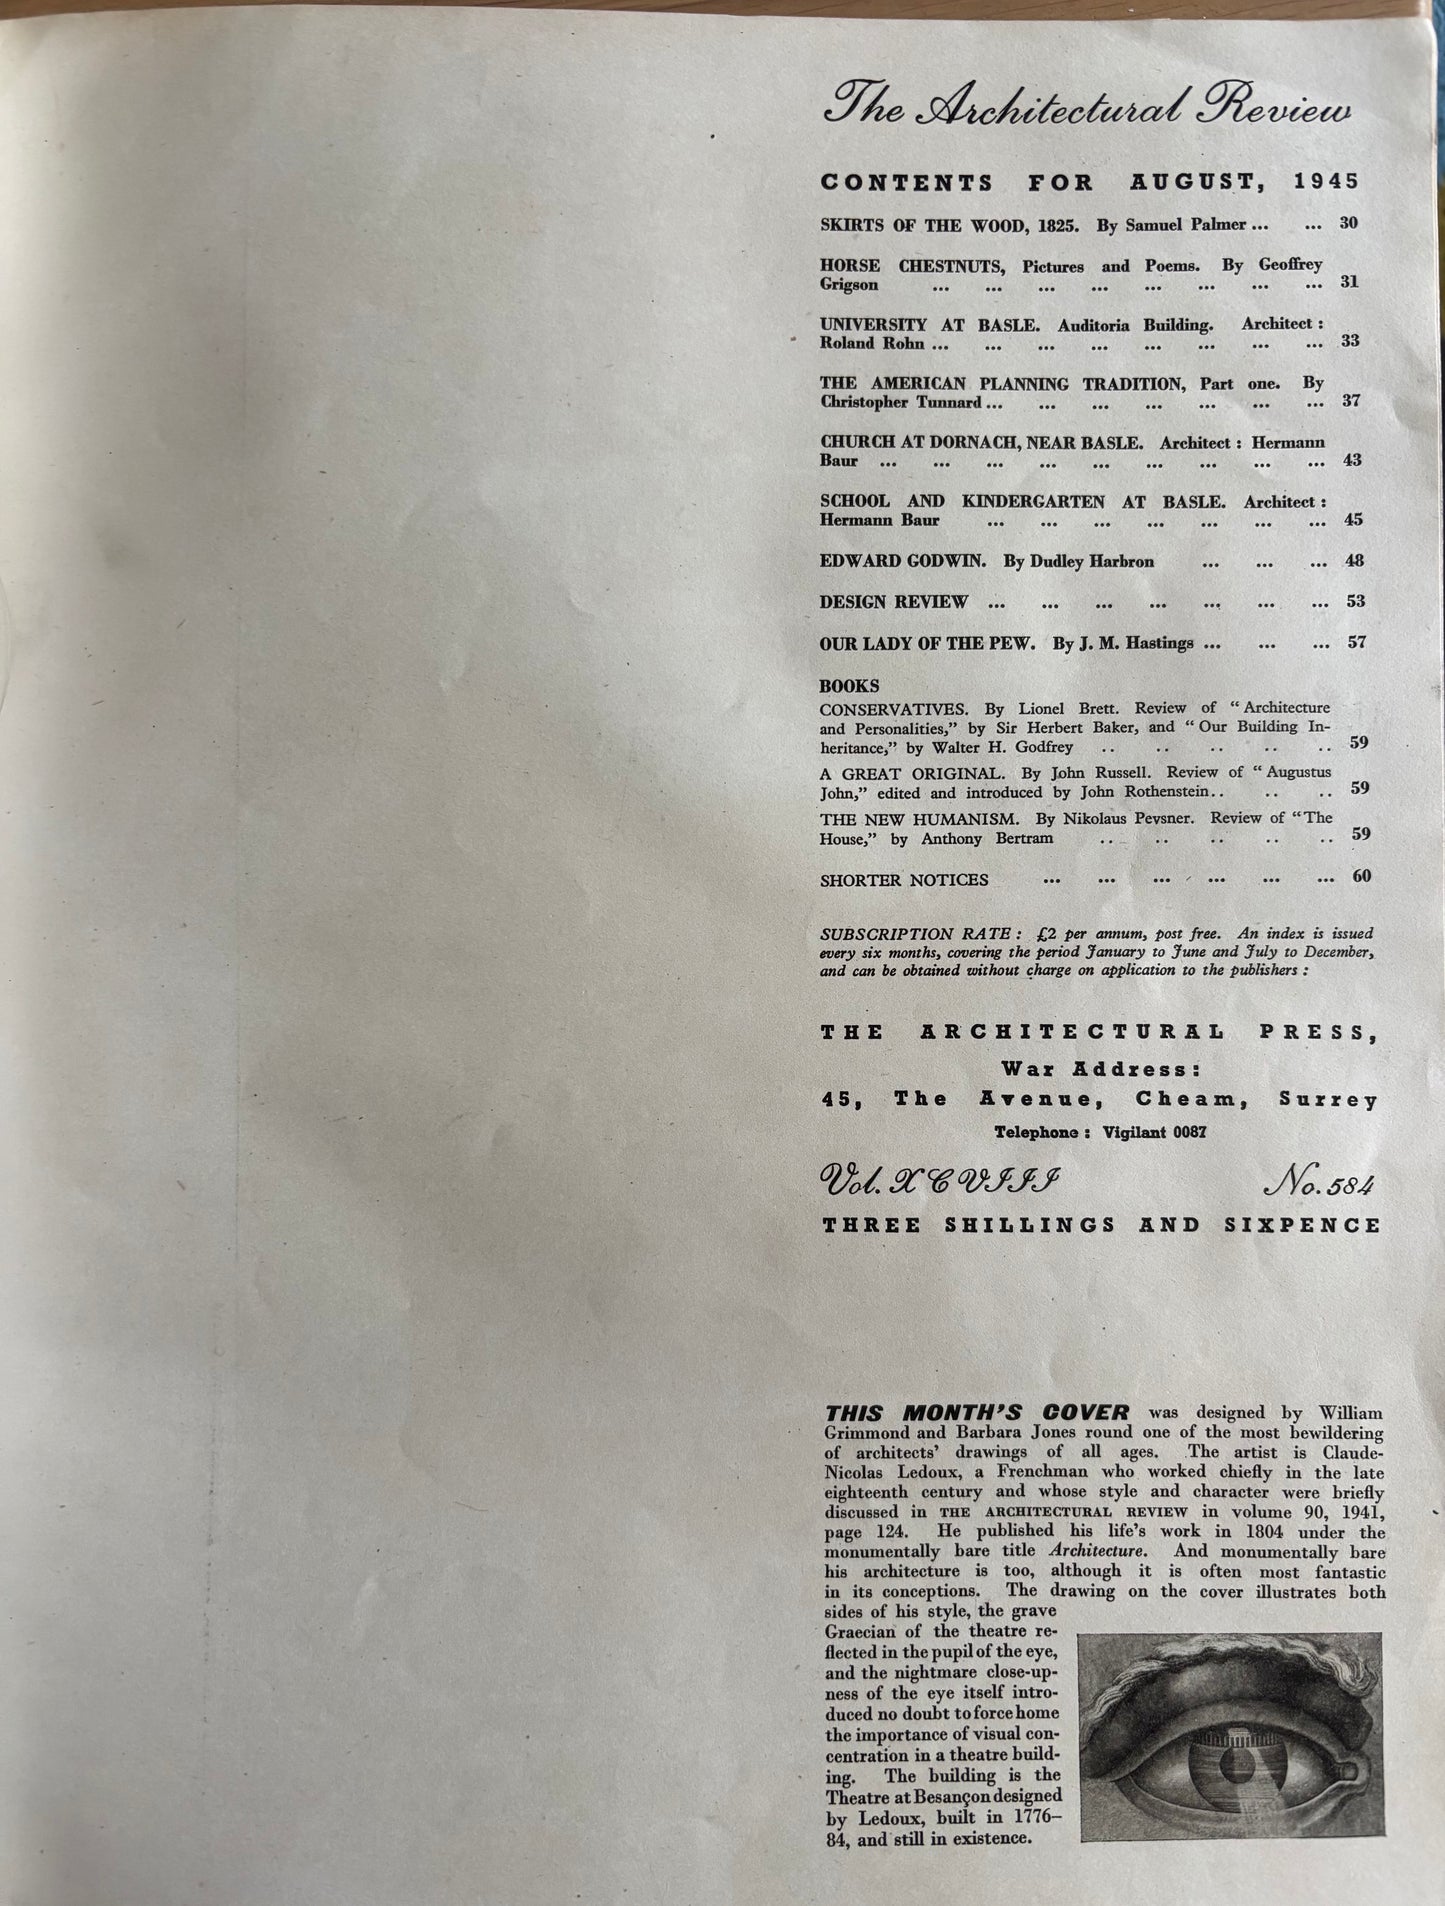 The Architectural Review
CONTENTS FOR AUGUST, 1945
SKIRTS OF THE WOOD, 1825. By Samuel Palmer ... ... 30
HORSE CHESTNUTS, Pictures and Poems. By Geoffrey
Grigson ... ... ... ... ... ... ... ... 31
UNIVERSITY AT BASLE. Auditoria Building. Architect :
Roland Rohn ... ... ... ... ... ... ... ... 33
THE AMERICAN PLANNING TRADITION, Part one. By
Christopher Tunnard ... ... ... ... ... ... ... 37
CHURCH AT DORNACH, NEAR BASLE. Architect : Hermann
Baur ... ... ... ... ... ... ... ... ... 43
SCHOOL AND KINDERGARTEN AT BASLE. Architect :
Hermann Baur ... ... ... ... ... ... ... 45
EDWARD GODWIN. By Dudley Harbron ... ... ... 48
DESIGN REVIEW ... ... ... ... ... ... ... 53
OUR LADY OF THE PEW. By J. M. Hastings ... ... ... 57
BOOKS
CONSERVATIVES. By Lionel Brett. Review of “Architecture
and Personalities,” by Sir Herbert Baker, and “Our Building In-
heritance,” by Walter H. Godfrey .. .. .. .. .. 59
A GREAT ORIGINAL. By John Russell. Review of “Augustus
John,” edited and introduced by John Rothenstein.. .. .. 59
THE NEW HUMANISM. By Nikolaus Pevsner. Review of “The
House,” by Anthony Bertram .. .. .. .. .. 59
SHORTER NOTICES ... ... ... ... ... ... 60
SUBSCRIPTION RATE : £2 per annum, post free. An index is issued
every six months, covering the period January to June and July to December,
and can be obtained without charge on application to the publishers :
THE ARCHITECTURAL PRESS,
War Address:
45, The Avenue, Cheam, Surrey
Telephone : Vigilant 0087
Vol. XCVIII No. 584
THREE SHILLINGS AND SIXPENCE
THIS MONTH'S COVER was designed by William
Grimmond and Barbara Jones round one of the most bewildering
of architects' drawings of all ages. The artist is Claude-
Nicolas Ledoux, a Frenchman who worked chiefly in the late
eighteenth century and whose style and character were briefly
discussed in THE ARCHITECTURAL REVIEW in volume 90, 1941,
page 124. He published his life's work in 1804 under the
monumentally bare title Architecture. And monumentally bare
his architecture is too, although it is often most fantastic
in its conceptions. The drawing on the cover illustrates both
sides of his style, the grave
Graecian of the theatre re-
flected in the pupil of the eye,
and the nightmare close-up-
ness of the eye itself intro-
duced no doubt to force home
the importance of visual con-
centration in a theatre build-
ing. The building is the
Theatre at Besançon designed
by Ledoux, built in 1776–
84, and still in existence.